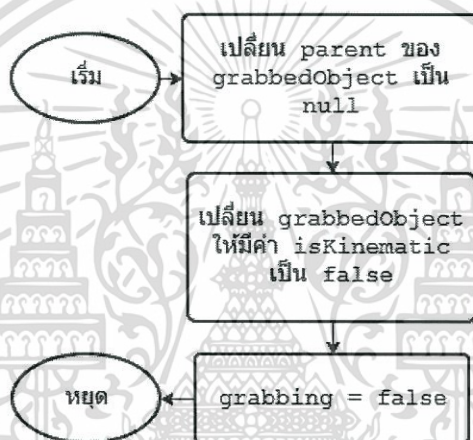 เริ่ม
เปลี่ยน parent ของ
grabbedObject เป็น
null
เปลี่ยน grabbedObject
ให้มีค่า isKinematic
เป็น false
grabbing = false
หยุด